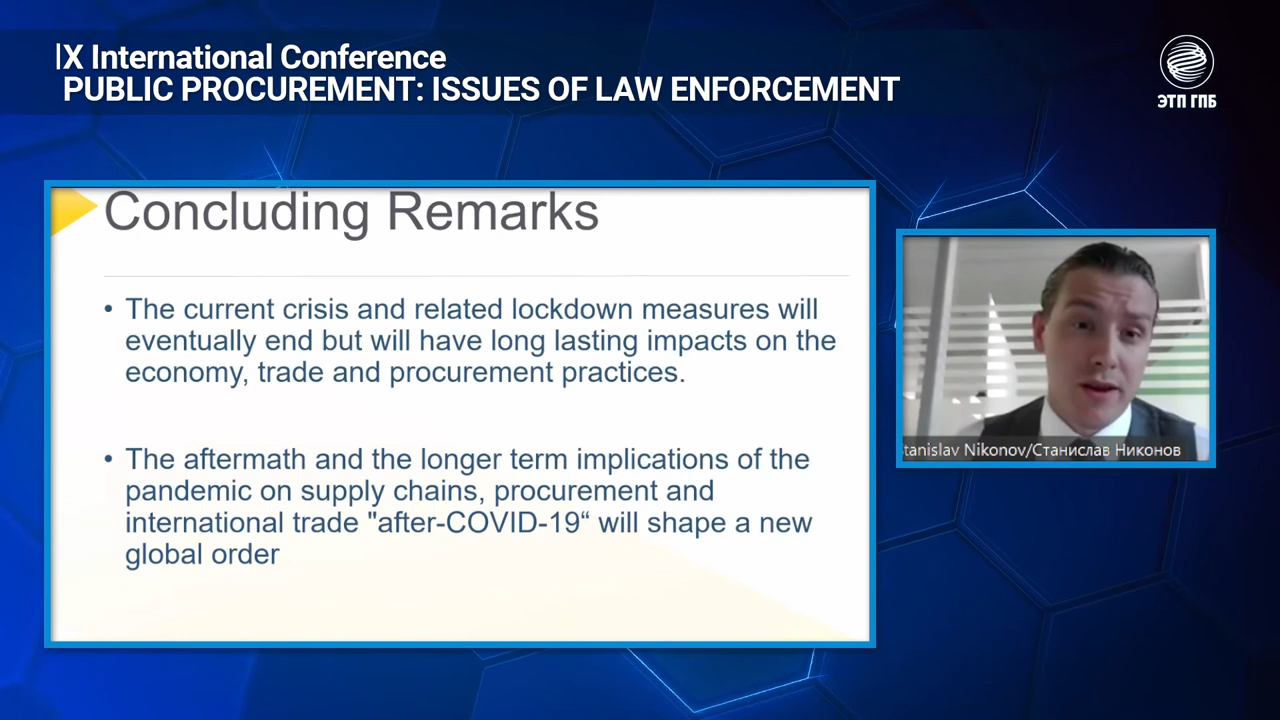 IX International Conference
PUBLIC PROCUREMENT: ISSUES OF LAW ENFORCEMENT
ЭТП ГПБ
Concluding Remarks
• The current crisis and related lockdown measures will
eventually end but will have long lasting impacts on the
economy, trade and procurement practices.
• The aftermath and the longer term implications of the
pandemic on supply chains, procurement and
international trade "after-COVID-19“ will shape a new
global order
tanislav Nikonov/Станислав Никонов